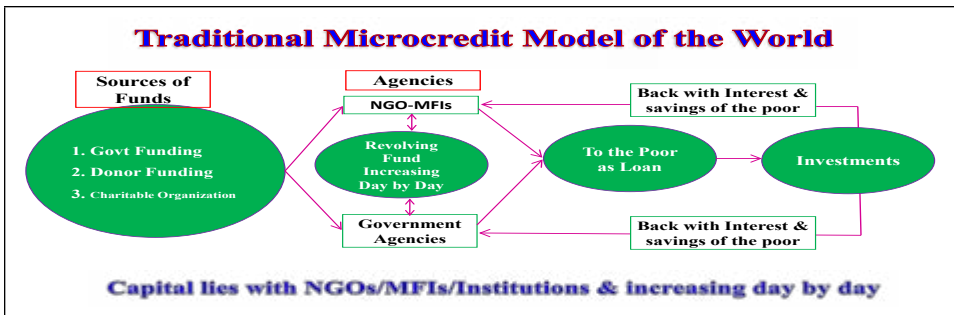 Traditional Microcredit Model of the World
Sources of
Funds
Agencies
NGO-MFIs
Back with Interest &
savings of the poor
1. Govt Funding
2. Donor Funding
3. Charitable Organization
Revolving
Fund
Increasing
Day by Day
To the Poor
as Loan
Investments
Government
Agencies
Back with Interest &
savings of the poor
Capital lies with NGOs/MFIs/Institutions & increasing day by day